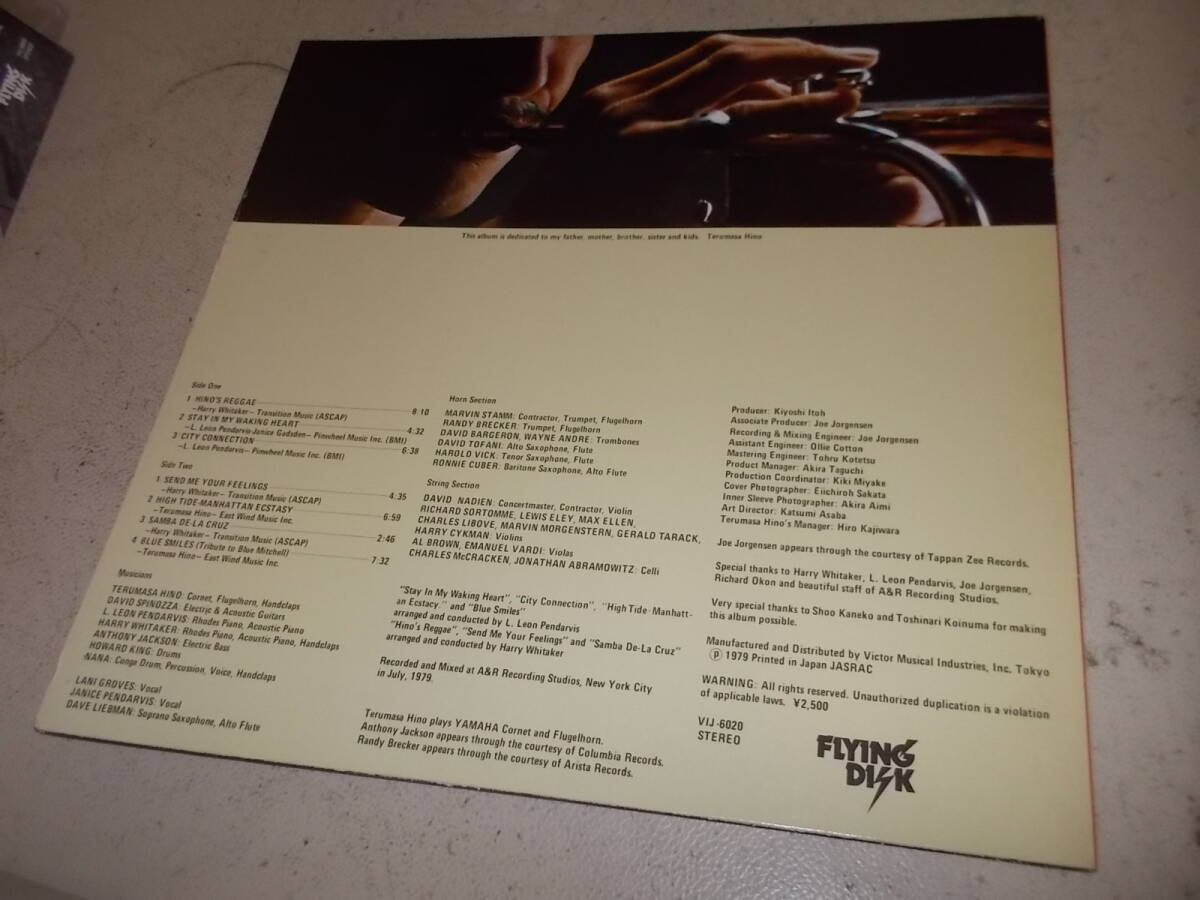 FLYING
DISK
This album is dedicated to my father, mother, brother, sister and kids. Terumasa Hino
Side One
1 HINO'S REGGAE 8:10
–Harry Whitaker– Transition Music (ASCAP)
2 STAY IN MY WAKING HEART 4:32
–L. Leon Pendarvis-Janice Gadsden– Pinwheel Music Inc. (BMI)
3 CITY CONNECTION 6:38
–L. Leon Pendarvis– Pinwheel Music Inc. (BMI)
Side Two
1 SEND ME YOUR FEELINGS 4:35
–Harry Whitaker– Transition Music (ASCAP)
2 HIGH TIDE-MANHATTAN ECSTASY 6:59
–Terumasa Hino– East Wind Music Inc.
3 SAMBA DE-LA CRUZ 2:46
–Harry Whitaker– Transition Music (ASCAP)
4 BLUE SMILES (Tribute to Blue Mitchell) 7:32
–Terumasa Hino– East Wind Music Inc.
Musicians
TERUMASA HINO: Cornet, Flugelhorn, Handclaps
DAVID SPINOZZA: Electric & Acoustic Guitars
L. LEON PENDARVIS: Rhodes Piano, Acoustic Piano
HARRY WHITAKER: Rhodes Piano, Acoustic Piano, Handclaps
ANTHONY JACKSON: Electric Bass
HOWARD KING: Drums
NANA: Conga Drum, Percussion, Voice, Handclaps
LANI GROVES: Vocal
JANICE PENDARVIS: Vocal
DAVE LIEBMAN: Soprano Saxophone, Alto Flute
Horn Section
MARVIN STAMM: Contractor, Trumpet, Flugelhorn
RANDY BRECKER: Trumpet, Flugelhorn
DAVID BARGERON, WAYNE ANDRE: Trombones
DAVID TOFANI: Alto Saxophone, Flute
HAROLO VICK: Tenor Saxophone, Flute
RONNIE CUBER: Baritone Saxophone, Alto Flute
String Section
DAVID NADIEN: Concertmaster, Contractor, Violin
RICHARD SORTOMME, LEWIS ELEY, MAX ELLEN,
CHARLES LIBOVE, MARVIN MORGENSTERN, GERALD TARACK,
HARRY CYKMAN: Violins
AL BROWN, EMANUEL VARDI: Violas
CHARLES McCRACKEN, JONATHAN ABRAMOWITZ: Celli
"Stay In My Waking Heart", "City Connection", "High Tide-Manhatt-
an Ecstacy" and "Blue Smiles"
arranged and conducted by L. Leon Pendarvis
"Hino's Reggae", "Send Me Your Feelings" and "Samba De-La Cruz"
arranged and conducted by Harry Whitaker
Recorded and Mixed at A&R Recording Studios, New York City
in July, 1979.
Terumasa Hino plays YAMAHA Cornet and Flugelhorn.
Anthony Jackson appears through the courtesy of Columbia Records.
Randy Brecker appears through the courtesy of Arista Records.
Producer: Kiyoshi Itoh
Associate Producer: Joe Jorgensen
Recording & Mixing Engineer: Joe Jorgensen
Assistant Engineer: Ollie Cotton
Mastering Engineer: Tohru Kotetsu
Product Manager: Akira Taguchi
Production Coordinator: Kiki Miyake
Cover Photographer: Eiichiroh Sakata
Inner Sleeve Photographer: Akira Aimi
Art Director: Katsumi Asaba
Terumasa Hino's Manager: Hiro Kajiwara
Joe Jorgensen appears through the courtesy of Tappan Zee Records.
Special thanks to Harry Whitaker, L. Leon Pendarvis, Joe Jorgensen,
Richard Okon and beautiful staff of A&R Recording Studios.
Very special thanks to Shoo Kaneko and Toshinari Koinuma for making
this album possible.
Manufactured and Distributed by Victor Musical Industries, Inc. Tokyo
Ⓟ 1979 Printed in Japan JASRAC
WARNING: All rights reserved. Unauthorized duplication is a violation
of applicable laws. ¥2,500
VIJ-6020
STEREO
FLYING
DISK